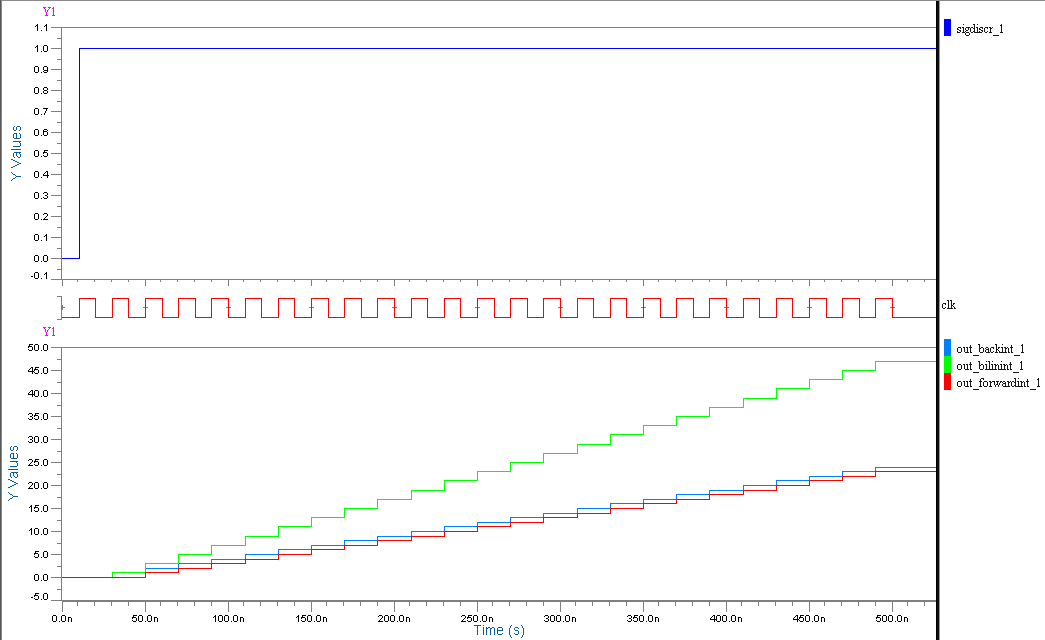 Y1
sigdiscr_1
1.1
1.0
0.9
0.8
0.7
0.6
0.5
0.4
0.3
0.2
0.1
0.0
-0.1
Y Values
clk
Y1
out_backint_1
out_bilinint_1
out_forwardint_1
50.0
45.0
40.0
35.0
30.0
25.0
20.0
15.0
10.0
5.0
0.0
-5.0
Y Values
0.0n 50.0n 100.0n 150.0n 200.0n 250.0n 300.0n 350.0n 400.0n 450.0n 500.0n
Time (s)